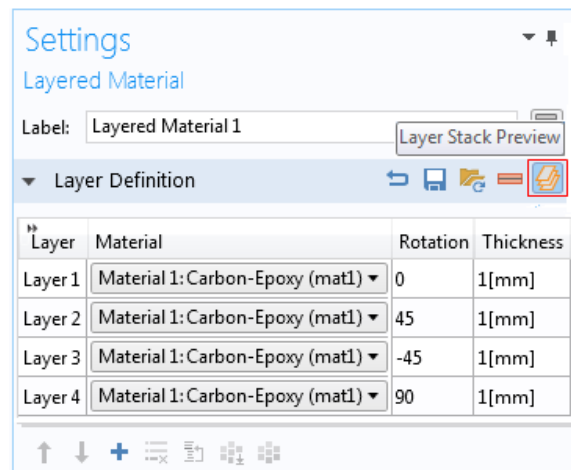 Settings
Layered Material
Label: Layered Material 1
Layer Stack Preview
Layer Definition
Layer Material Rotation Thickness
Layer 1 Material 1: Carbon-Epoxy (mat1) 0 1[mm]
Layer 2 Material 1: Carbon-Epoxy (mat1) 45 1[mm]
Layer 3 Material 1: Carbon-Epoxy (mat1) -45 1[mm]
Layer 4 Material 1: Carbon-Epoxy (mat1) 90 1[mm]